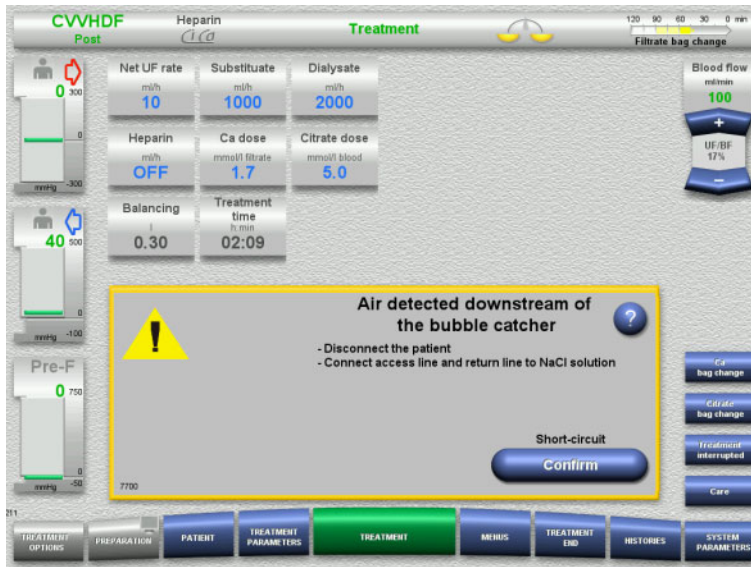 CVVHDF
Post
Heparin
Ci Ca
Treatment
120 90 60 30 0 min
Filtrate bag change
0
300
0
-300
mmHg
40
500
0
-100
mmHg
Pre-F
0
750
0
-50
mmHg
Net UF rate
ml/h
10
Substituate
ml/h
1000
Dialysate
ml/h
2000
Heparin
ml/h
OFF
Ca dose
mmol/l filtrate
1.7
Citrate dose
mmol/l blood
5.0
Balancing
l
0.30
Treatment
time
h:min
02:09
Blood flow
ml/min
100
+
UF/BF
17%
–
!
Air detected downstream of
the bubble catcher
?
- Disconnect the patient
- Connect access line and return line to NaCl solution
Short-circuit
Confirm
7700
Ca
bag change
Citrate
bag change
Treatment
interrupted
Care
211
TREATMENT
OPTIONS
PREPARATION
PATIENT
TREATMENT
PARAMETERS
TREATMENT
MENUS
TREATMENT
END
HISTORIES
SYSTEM
PARAMETERS